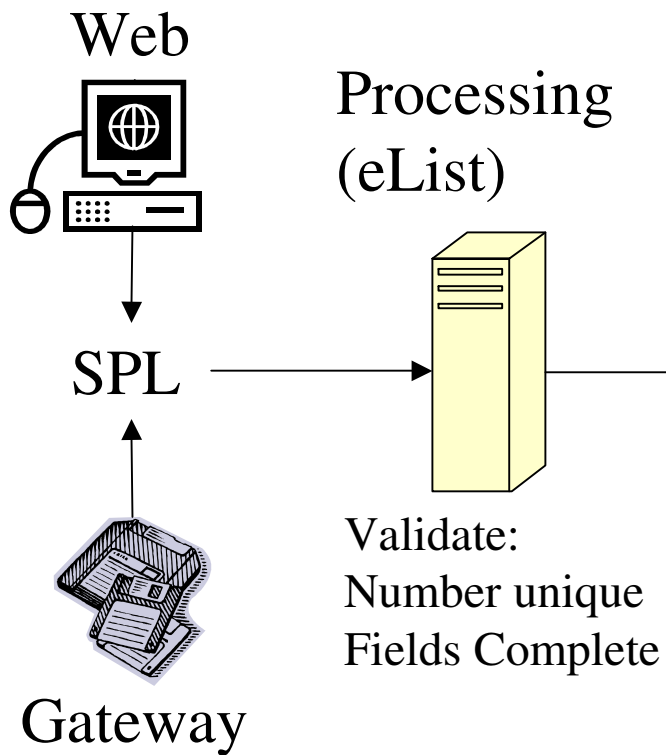 Web
Processing
(eList)
SPL
Validate:
Number unique
Fields Complete
Gateway